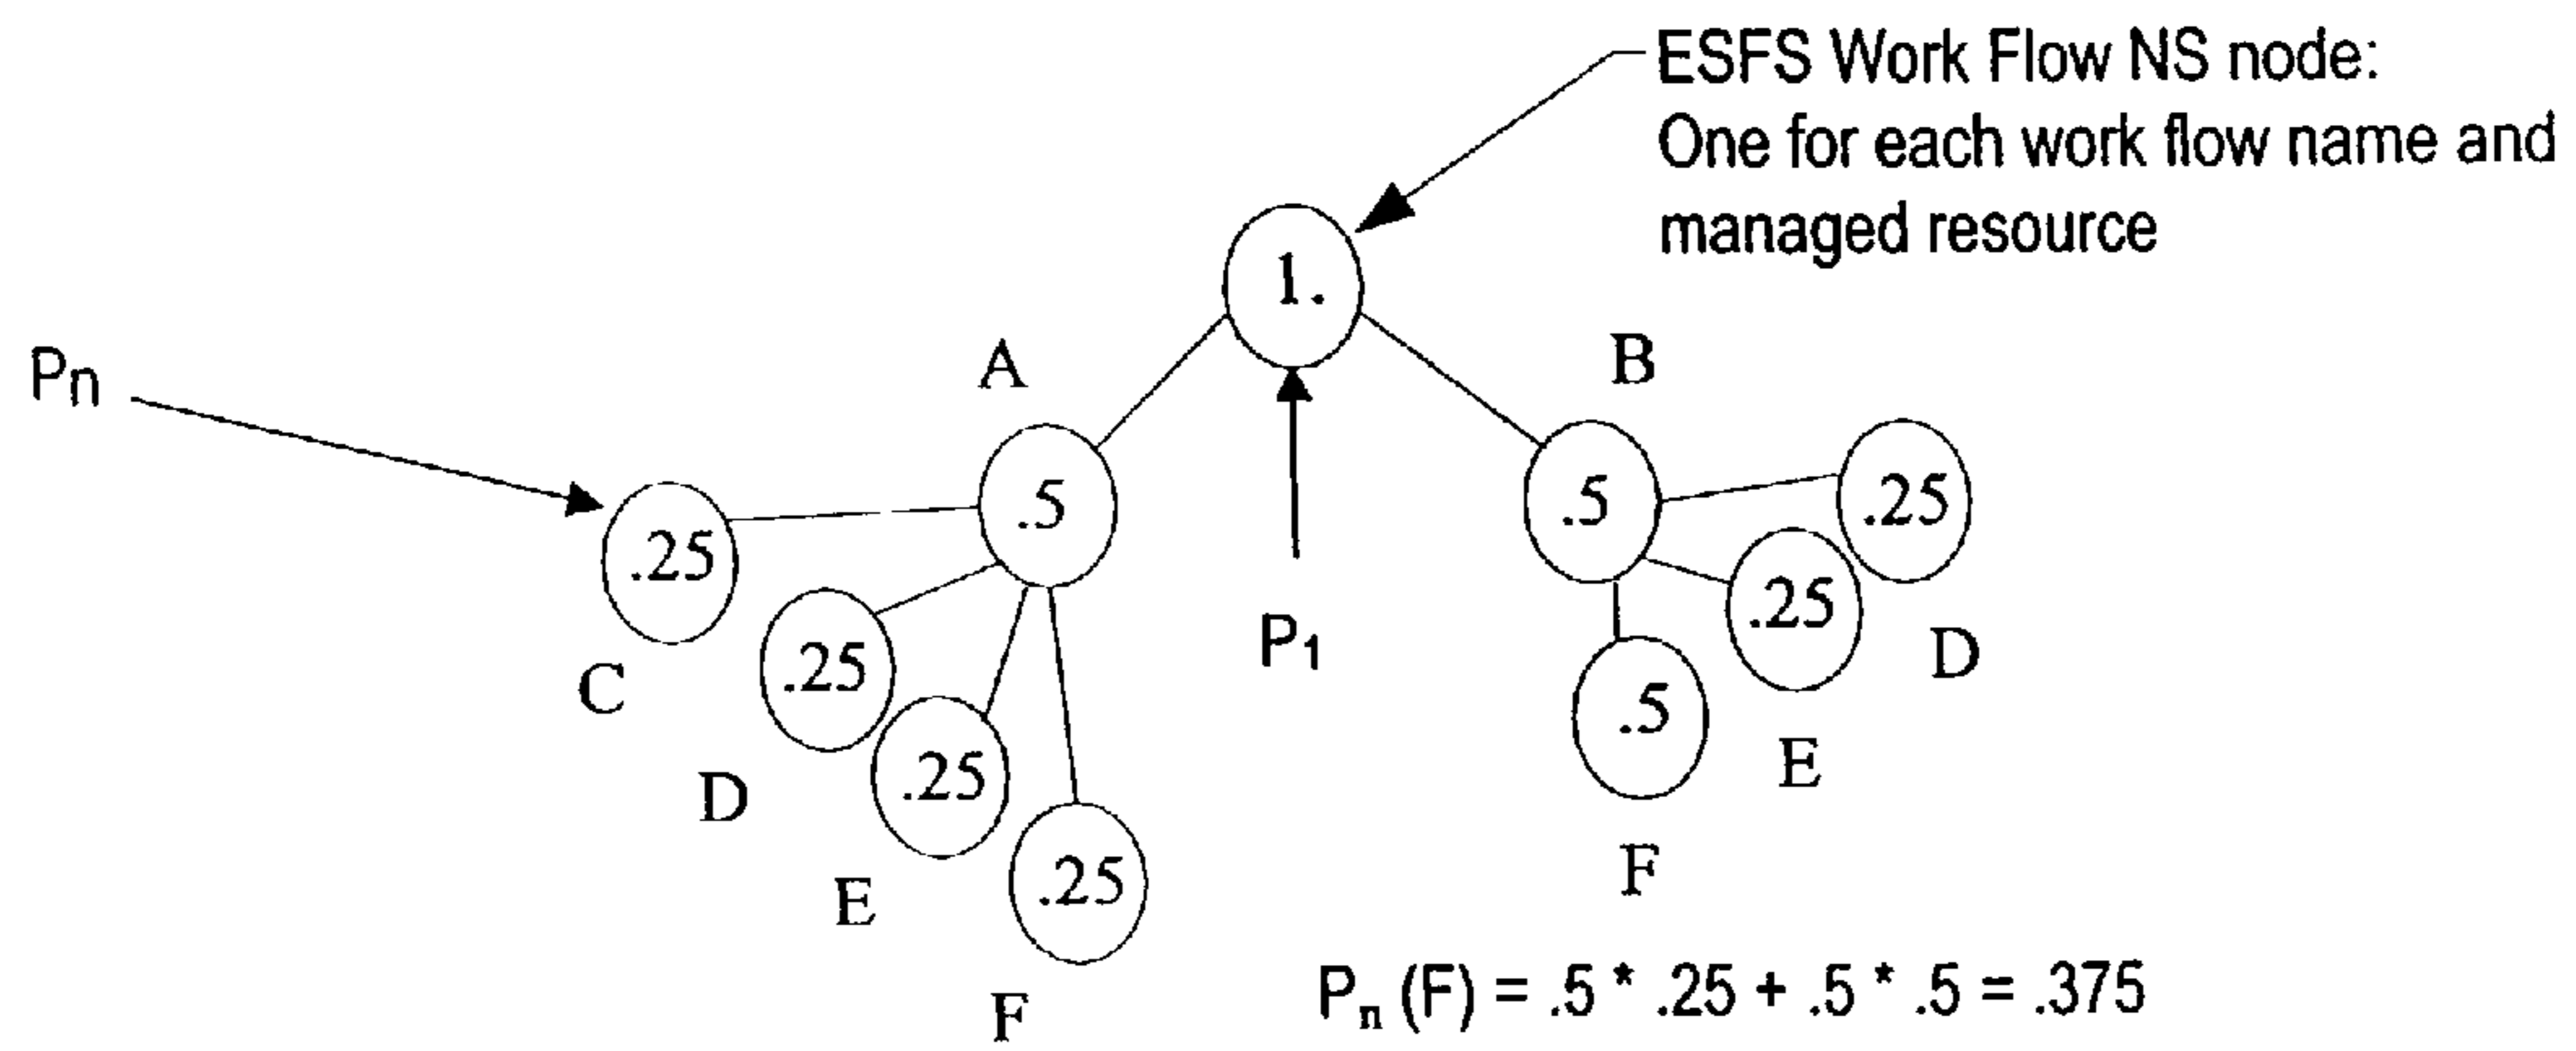 ESFS Work Flow NS node:
One for each work flow name and
managed resource
1.
A
B
Pn
.5
.5
.25
.25
.25
.25
P1
.25
D
C
.5
E
D
.25
F
E
.25
F
Pn (F) = .5 * .25 + .5 * .5 = .375